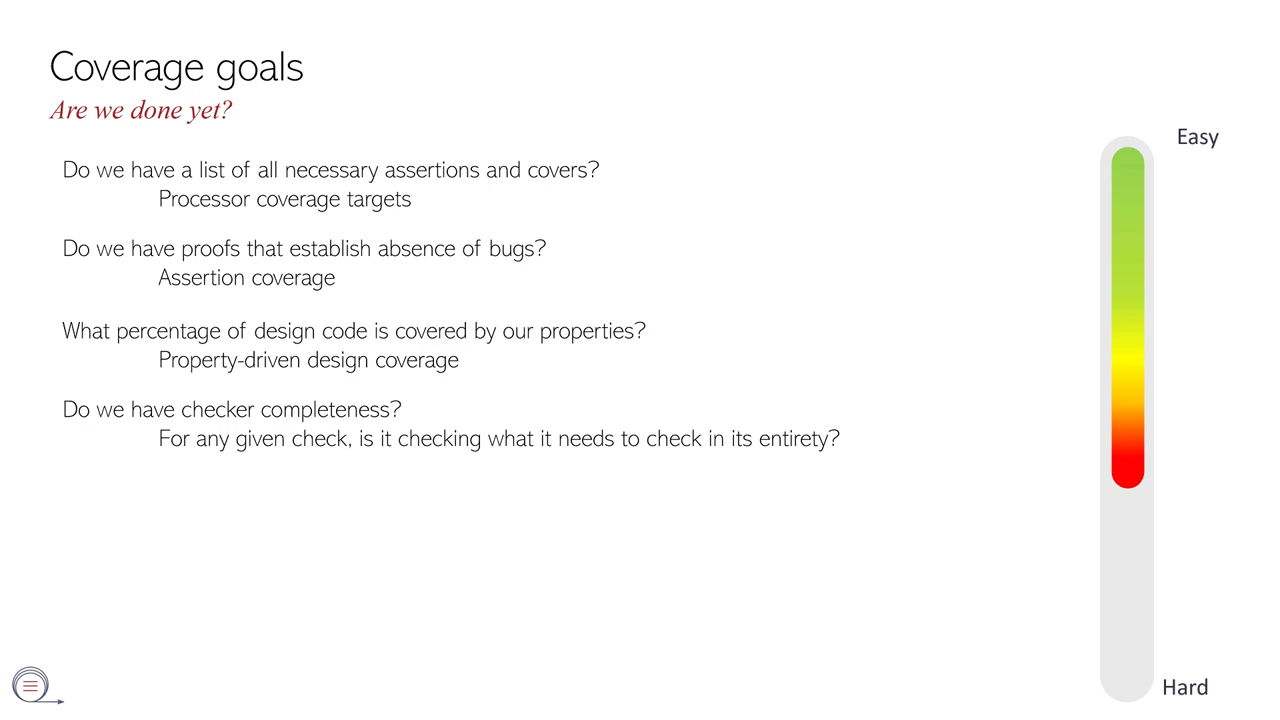 Coverage goals
Are we done yet?
Easy
Do we have a list of all necessary assertions and covers?
Processor coverage targets
Do we have proofs that establish absence of bugs?
Assertion coverage
What percentage of design code is covered by our properties?
Property-driven design coverage
Do we have checker completeness?
For any given check, is it checking what it needs to check in its entirety?
Hard